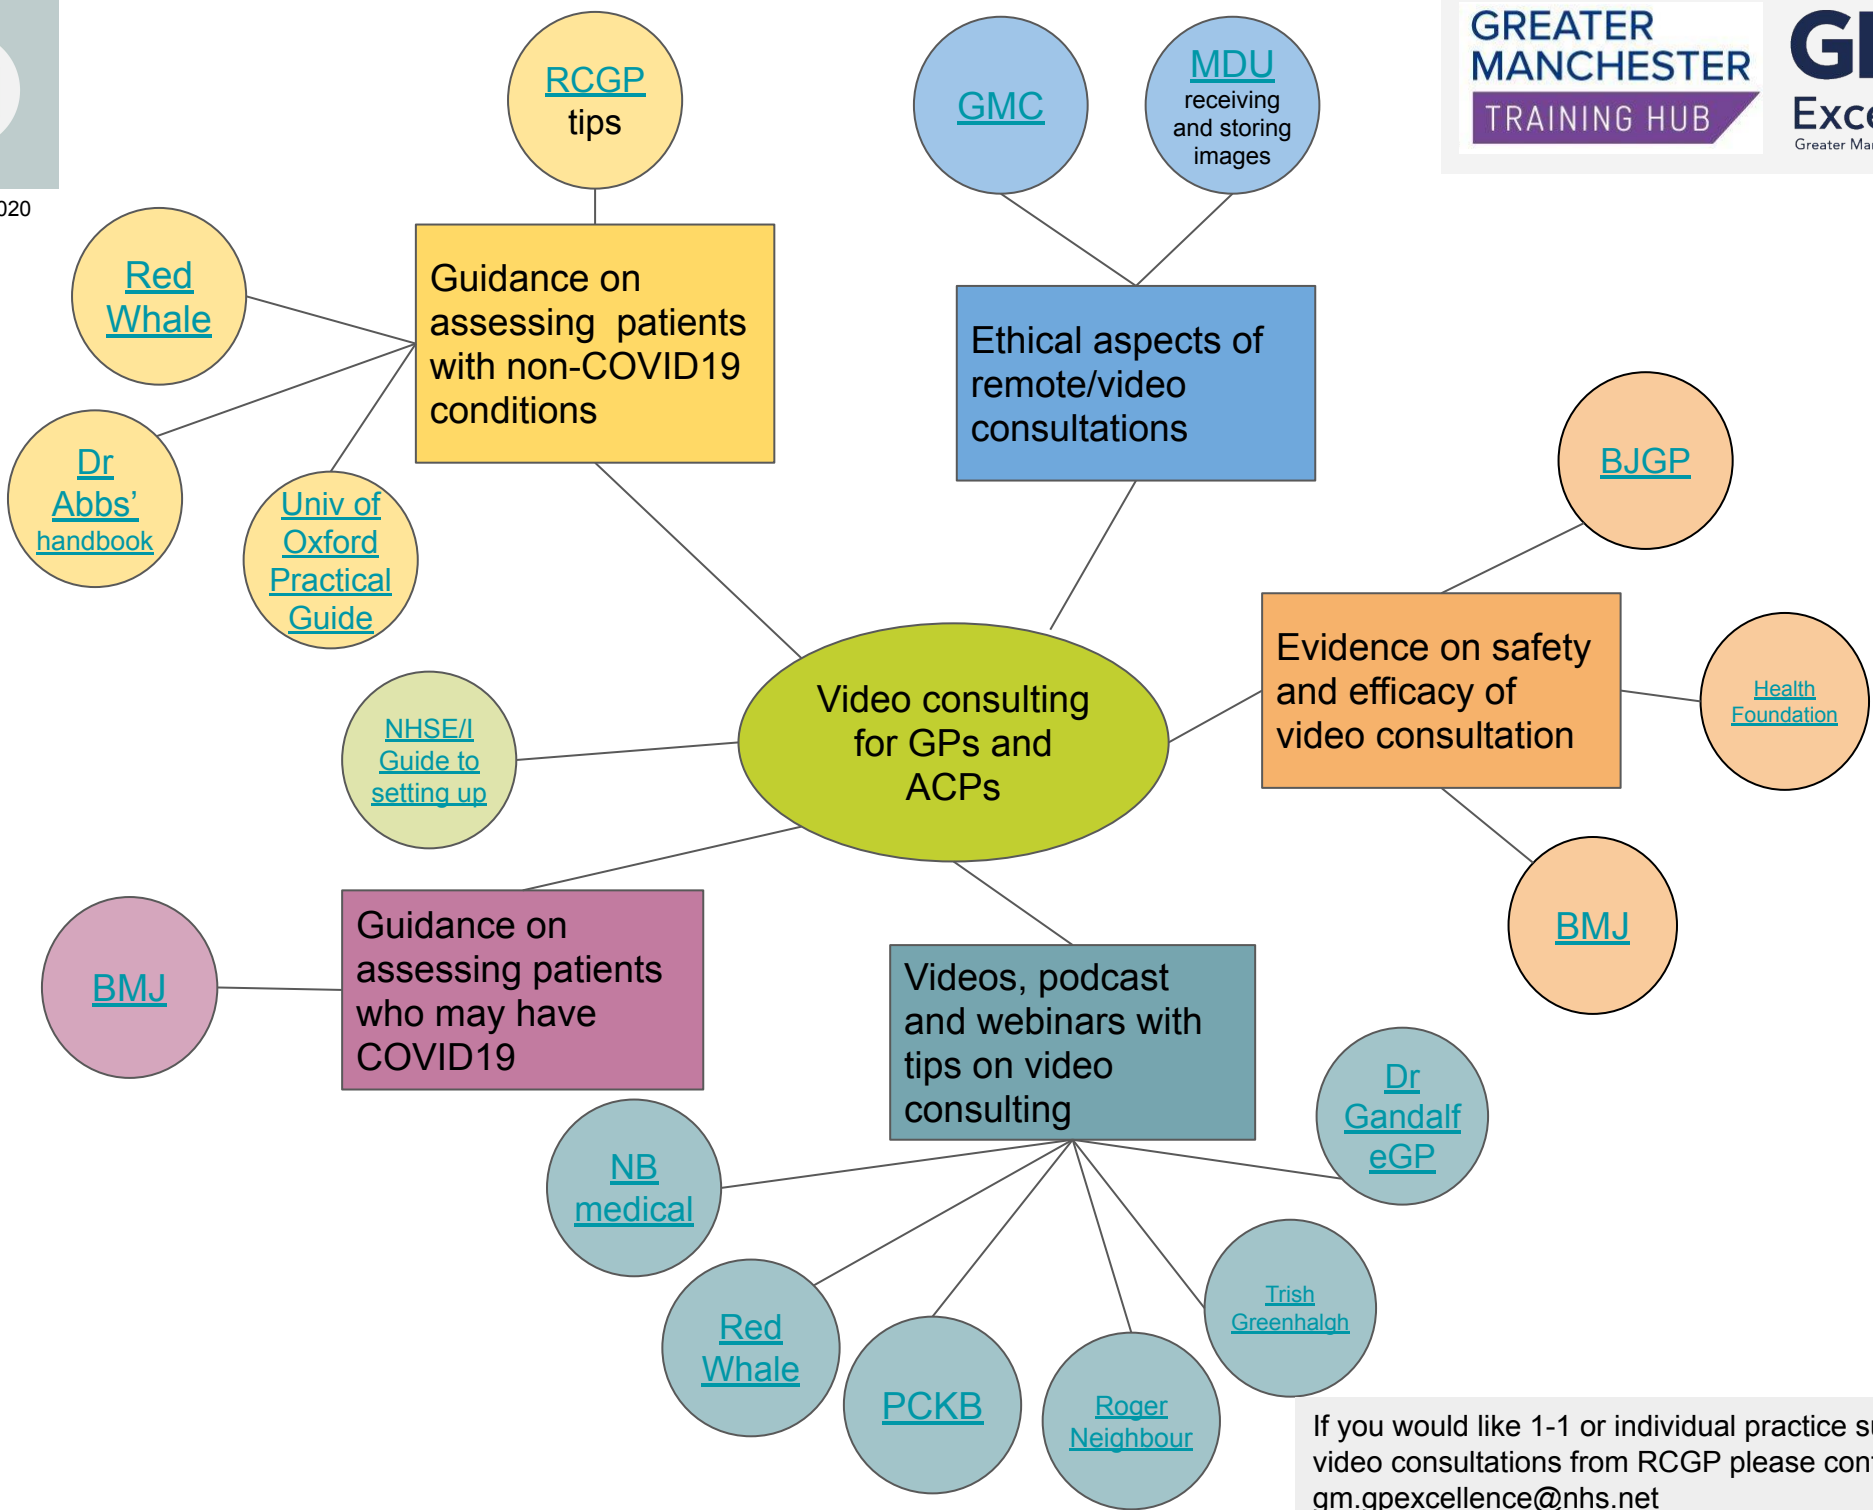 GREATER
MANCHESTER
TRAINING HUB
RCGP
tips
GMC
MDU
receiving
and storing
images
Red
Whale
Guidance on
assessing  patients
with non-COVID19
conditions
Ethical aspects of
remote/video
consultations
Dr
Abbs’
handbook
Univ of
Oxford
Practical
Guide
BJGP
Evidence on safety
and efficacy of
video consultation
Health
Foundation
BMJ
Video consulting
for GPs and
ACPs
NHSE/I
Guide to
setting up
Guidance on
assessing patients
who may have
COVID19
BMJ
Videos, podcast
and webinars with
tips on video
consulting
NB
medical
Red
Whale
PCKB
Roger
Neighbour
Trish
Greenhalgh
Dr
Gandalf
eGP
If you would like 1-1 or individual practice
video consultations from RCGP please
gm.gpexcellence@nhs.net